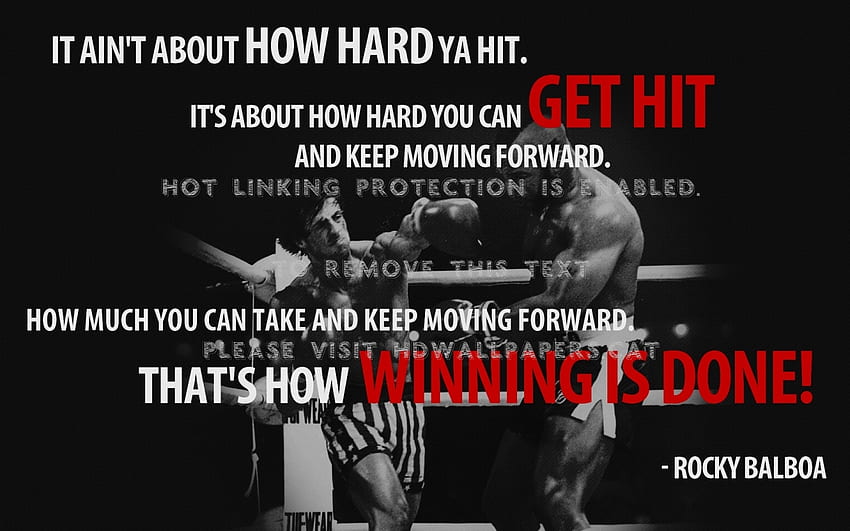 IT AIN'T ABOUT HOW HARD YA HIT.
IT'S ABOUT HOW HARD YOU CAN GET HIT
AND KEEP MOVING FORWARD.
HOT LINKING PROTECTION IS ENABLED.
TO REMOVE THIS TEXT
HOW MUCH YOU CAN TAKE AND KEEP MOVING FORWARD.
PLEASE VISIT HDWALLPAPERS.CAT
THAT'S HOW WINNING IS DONE!
- ROCKY BALBOA